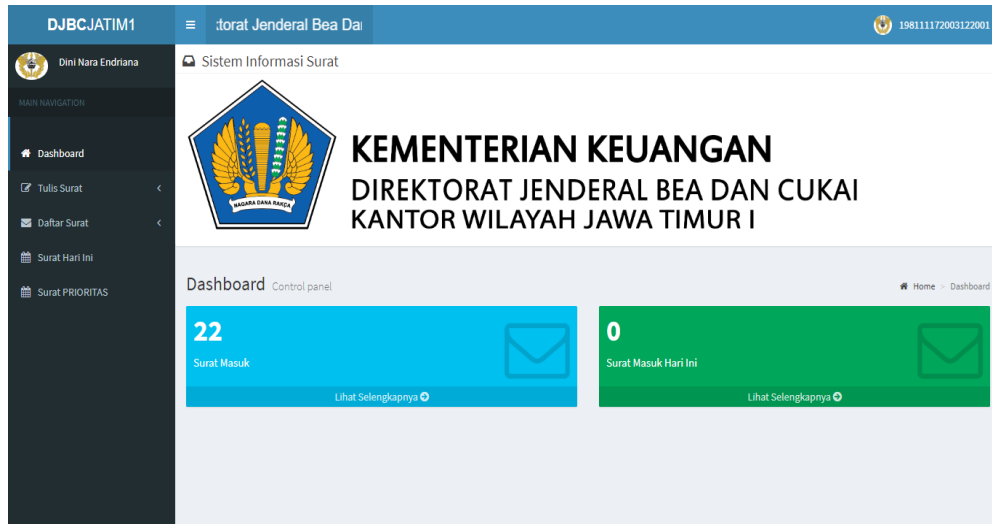 DJBCJATIM1
torat Jenderal Bea Da
198111172003122001
Dini Nara Endriana
MAIN NAVIGATION
Dashboard
Tulis Surat
Daftar Surat
Surat Hari Ini
Surat PRIORITAS
Sistem Informasi Surat
NAGARA DANA RAKÇA
KEMENTERIAN KEUANGAN
DIREKTORAT JENDERAL BEA DAN CUKAI
KANTOR WILAYAH JAWA TIMUR I
Dashboard Control panel
Home > Dashboard
22
Surat Masuk
Lihat Selengkapnya
0
Surat Masuk Hari Ini
Lihat Selengkapnya